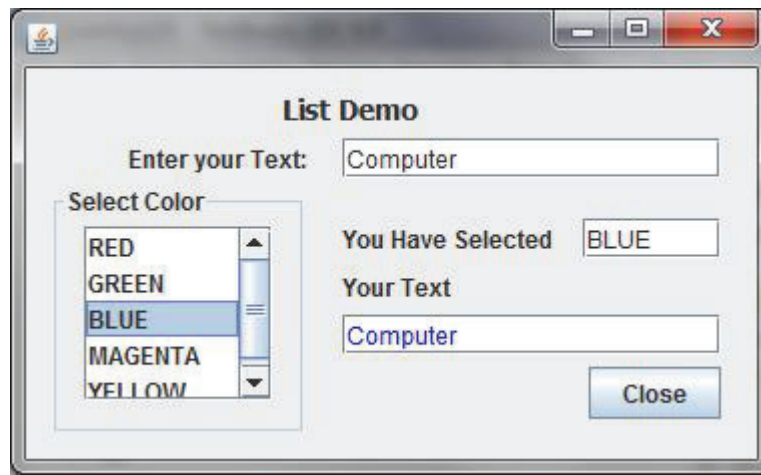 List Demo
Enter your Text: Computer
Select Color
RED
GREEN
BLUE
MAGENTA
YELLOW
You Have Selected BLUE
Your Text
Computer
Close